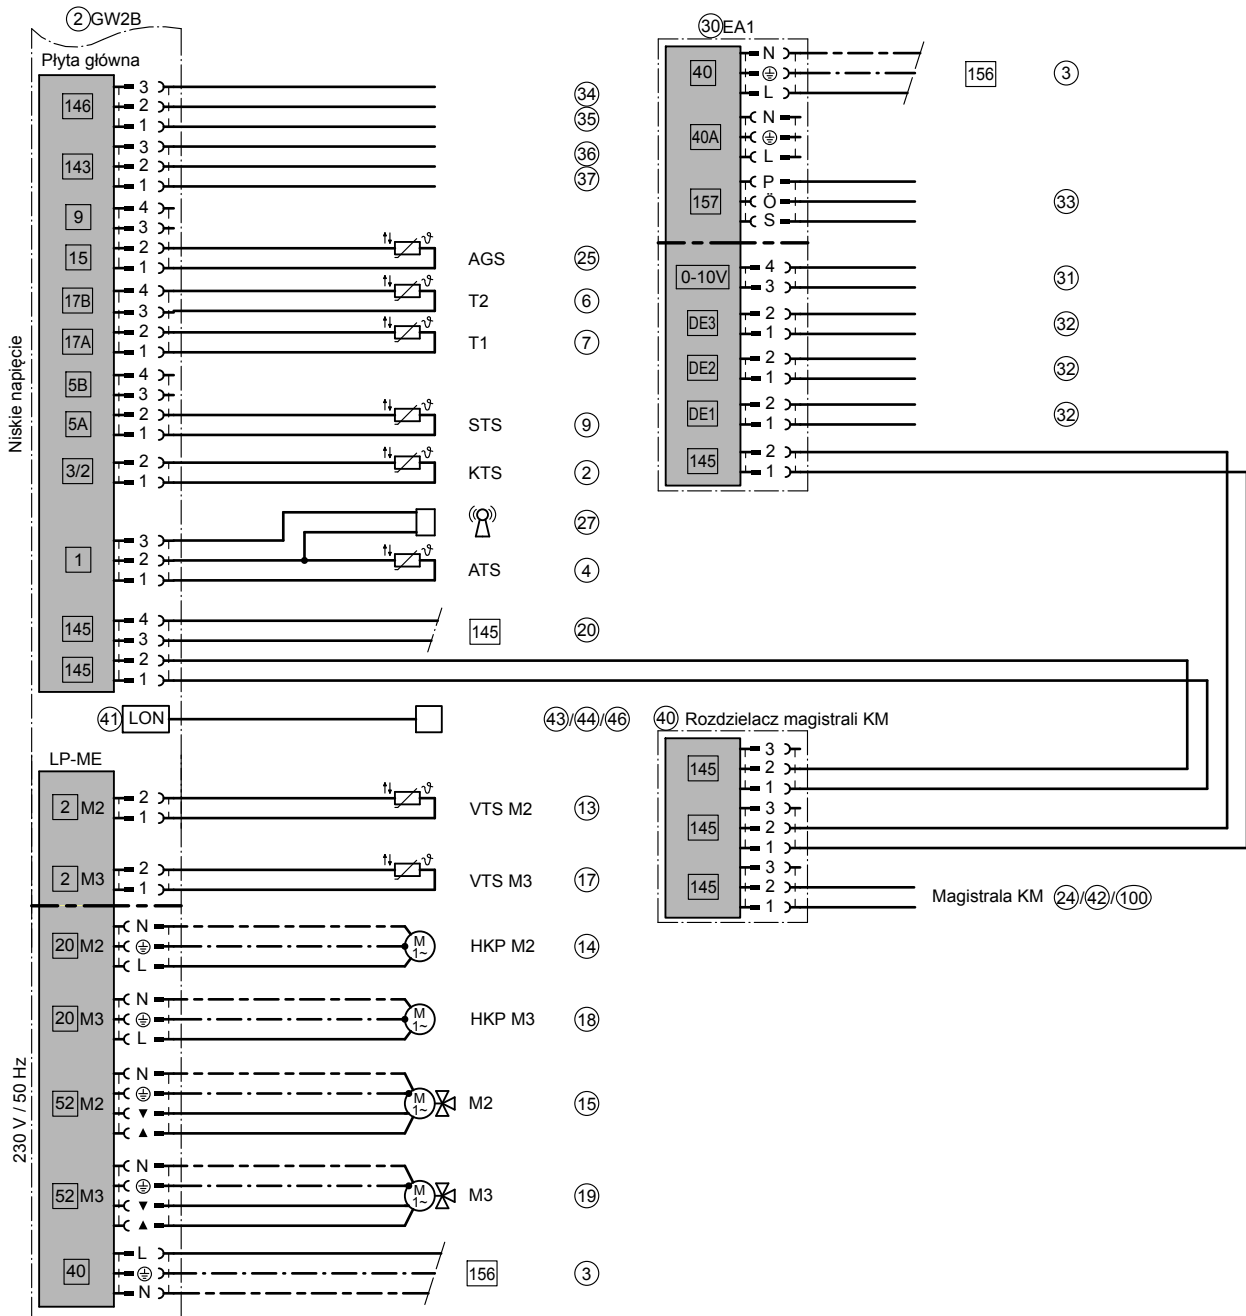 2 GW2B
Płyta główna
Niskie napięcie
146
3
2
1
34
35
143
3
2
1
36
37
9
4
3
15
2
1
AGS 25
17B
4
3
T2 6
17A
2
1
T1 7
5B
4
3
5A
2
1
STS 9
3/2
2
1
KTS 2
27
1
3
2
1
ATS 4
145
4
3
145 20
145
2
1
41 LON 43/44/46
LP-ME
2 M2
2
1
VTS M2 13
2 M3
2
1
VTS M3 17
230 V / 50 Hz
20 M2
N
L
M
1~
HKP M2 14
20 M3
N
L
M
1~
HKP M3 18
52 M2
N
▼
▲
M
1~
M2 15
52 M3
N
▼
▲
M
1~
M3 19
40
L
N
156 3
30 EA1
40
N
L
156 3
40A
N
L
157
P
Ö
S
33
0-10V
4
3
31
DE3
2
1
32
DE2
2
1
32
DE1
2
1
32
145
2
1
40 Rozdzielacz magistrali KM
145
3
2
1
145
3
2
1
145
3
2
1
Magistrala KM 24/42/100